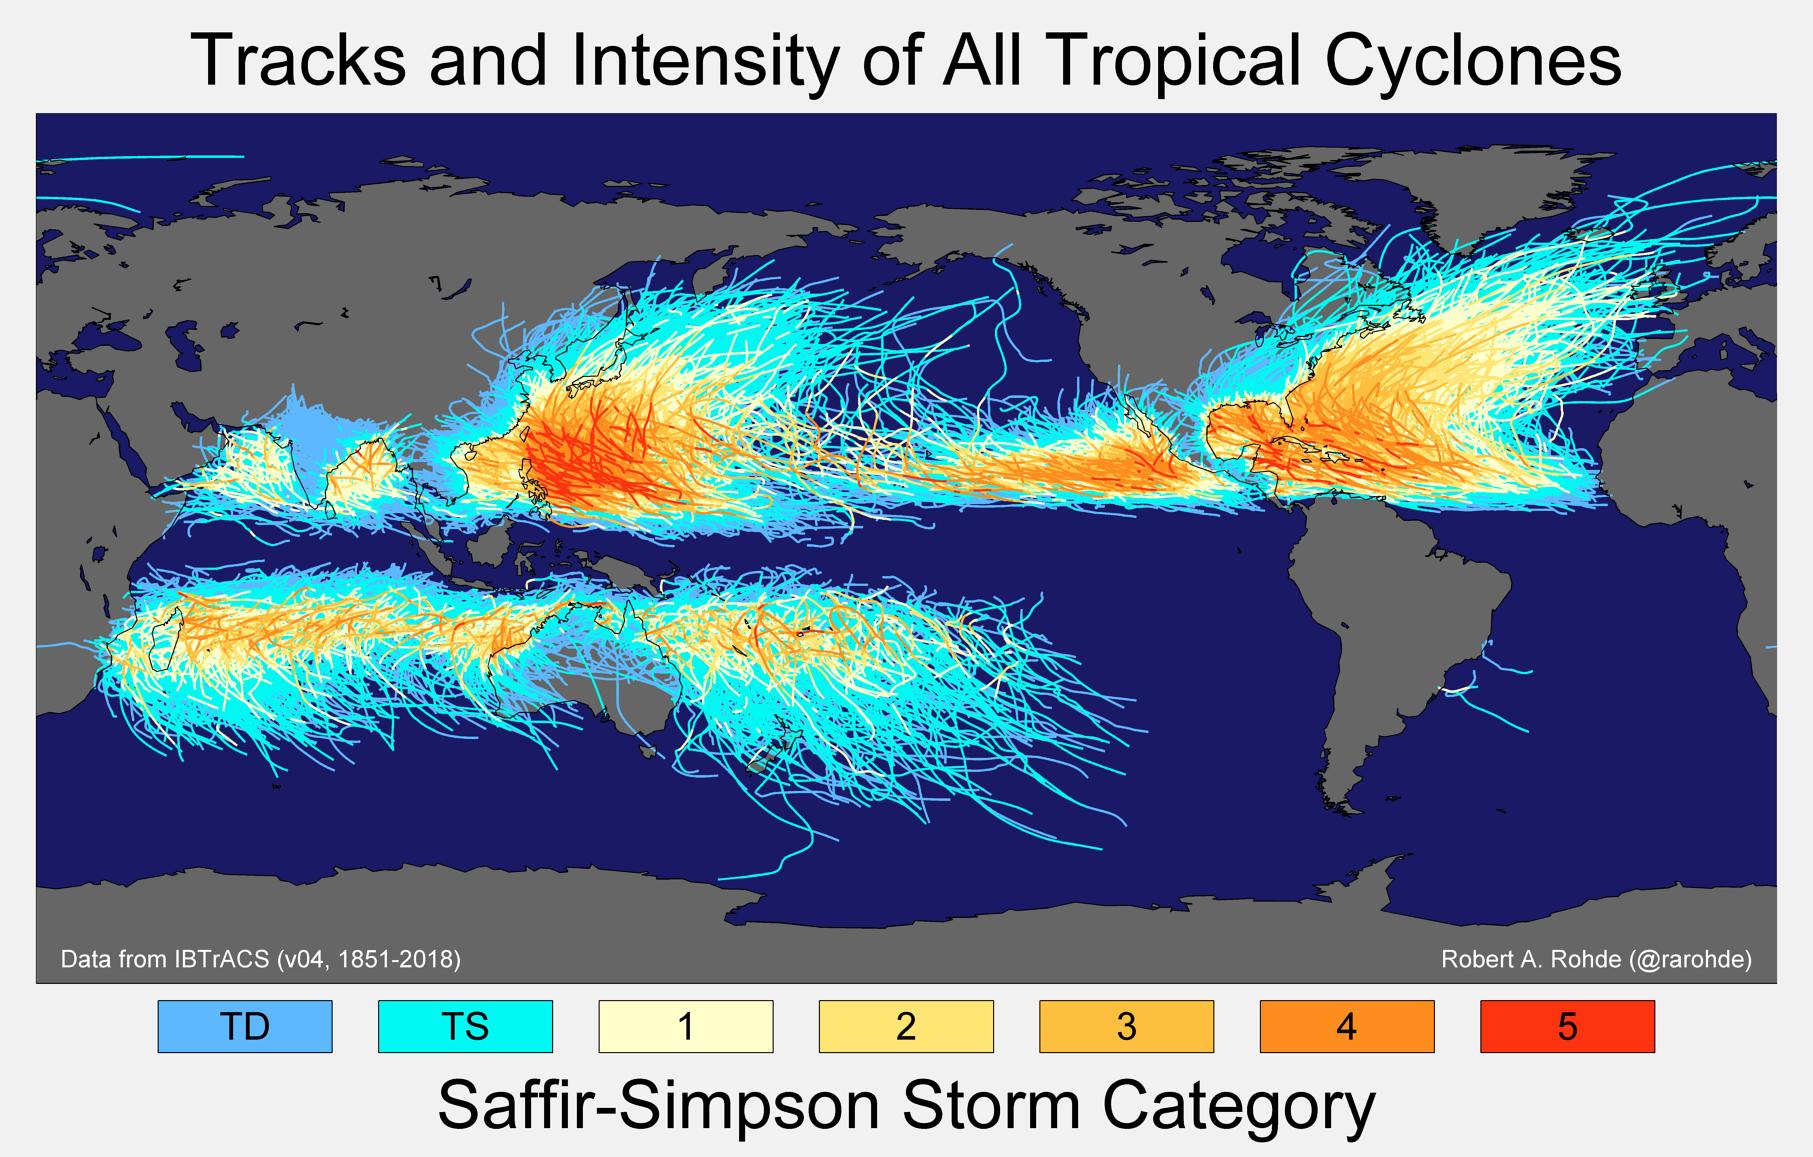 Tracks and Intensity of All Tropical Cyclones
Data from IBTrACS (v04, 1851-2018)
Robert A. Rohde (@rarohde)
TD
TS
1
2
3
4
5
Saffir-Simpson Storm Category